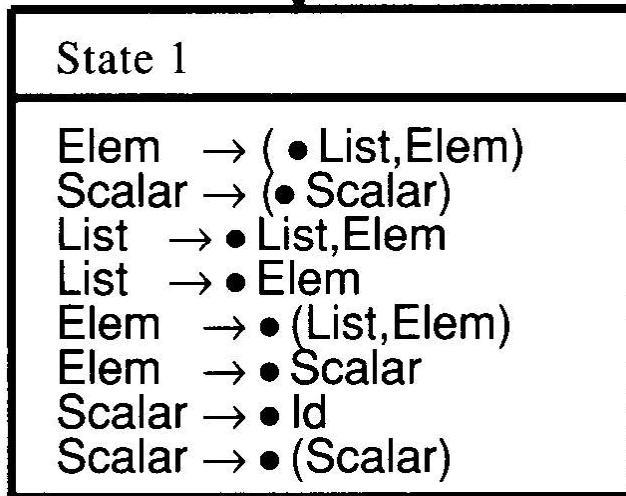 State 1
Elem → ( • List,Elem)
Scalar → (• Scalar)
List → • List,Elem
List → • Elem
Elem → • (List,Elem)
Elem → • Scalar
Scalar → • Id
Scalar → • (Scalar)